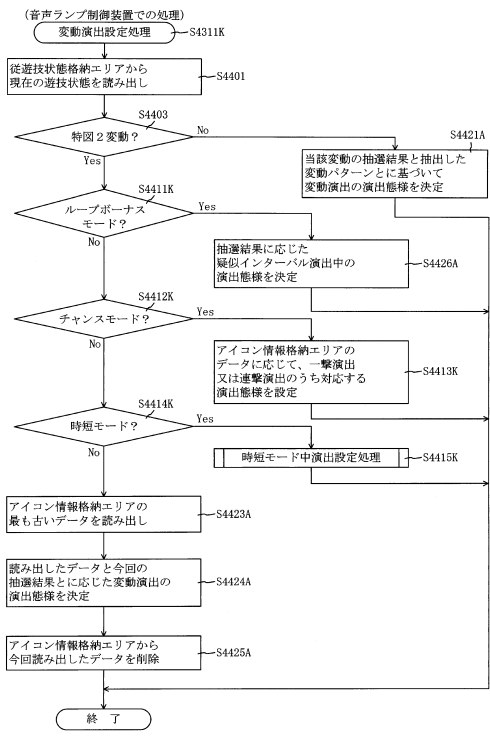 (音声ランプ制御装置での処理)
変動演出設定処理
S4311K
従遊技状態格納エリアから
現在の遊技状態を読み出し
S4401
S4403
特図2変動?
No
Yes
S4421A
当該変動の抽選結果と抽出した
変動パターンとに基づいて
変動演出の演出態様を決定
S4411K
ループボーナス
モード?
Yes
No
抽選結果に応じた
疑似インターバル演出中の
演出態様を決定
S4426A
S4412K
チャンスモード?
Yes
No
アイコン情報格納エリアの
データに応じて、一撃演出
又は連撃演出のうち対応する
演出態様を設定
S4413K
S4414K
時短モード?
Yes
No
時短モード中演出設定処理
S4415K
アイコン情報格納エリアの
最も古いデータを読み出し
S4423A
読み出したデータと今回の
抽選結果とに応じた変動演出の
演出態様を決定
S4424A
アイコン情報格納エリアから
今回読み出したデータを削除
S4425A
終 了